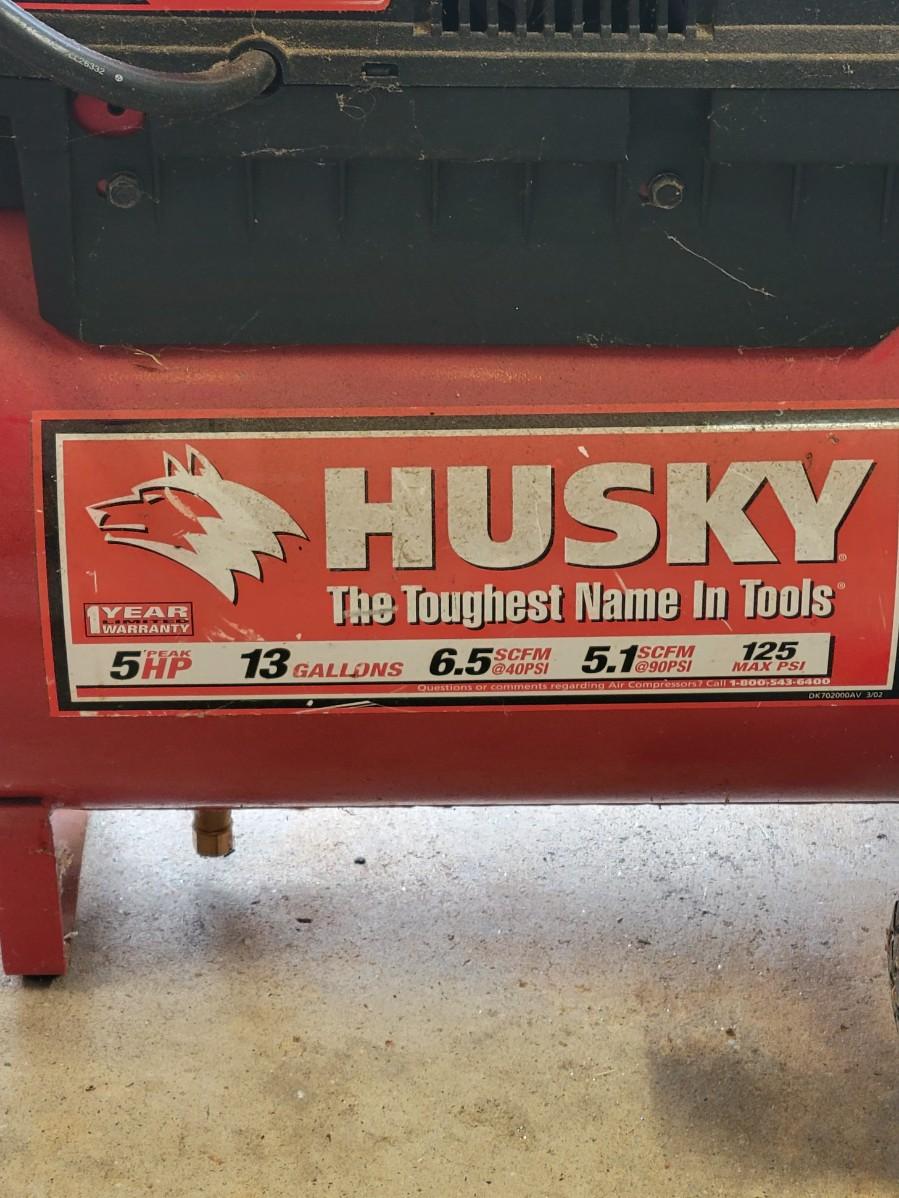 LL28332
HUSKY®
The Toughest Name In Tools®
1 YEAR
LIMITED
WARRANTY
5 PEAK HP 13 GALLONS 6.5 SCFM @40PSI 5.1 SCFM @90PSI 125 MAX PSI
Questions or comments regarding Air Compressors? Call 1-800-543-6400
DK702000AV 3/02